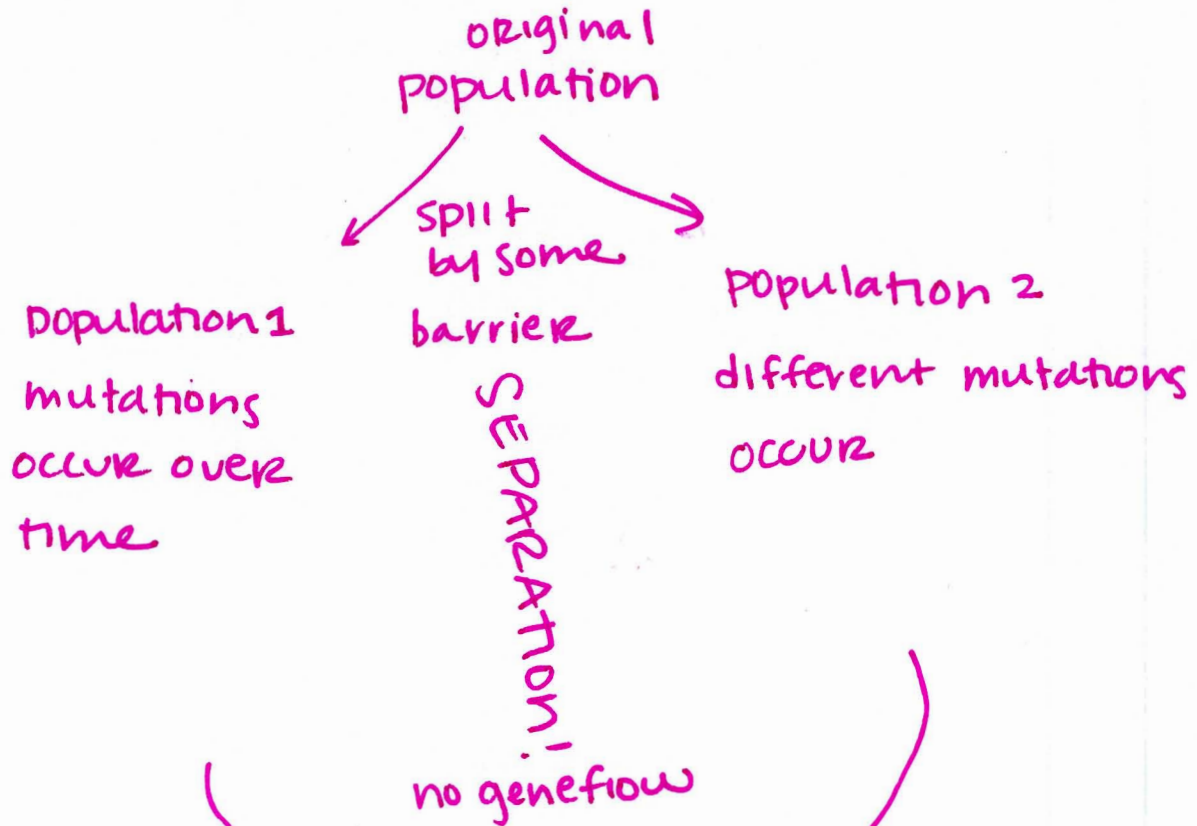 original
population
split
by some
barrier
population 1
mutations
occur over
time
population 2
different mutations
occur
SEPARATION!
no geneflow